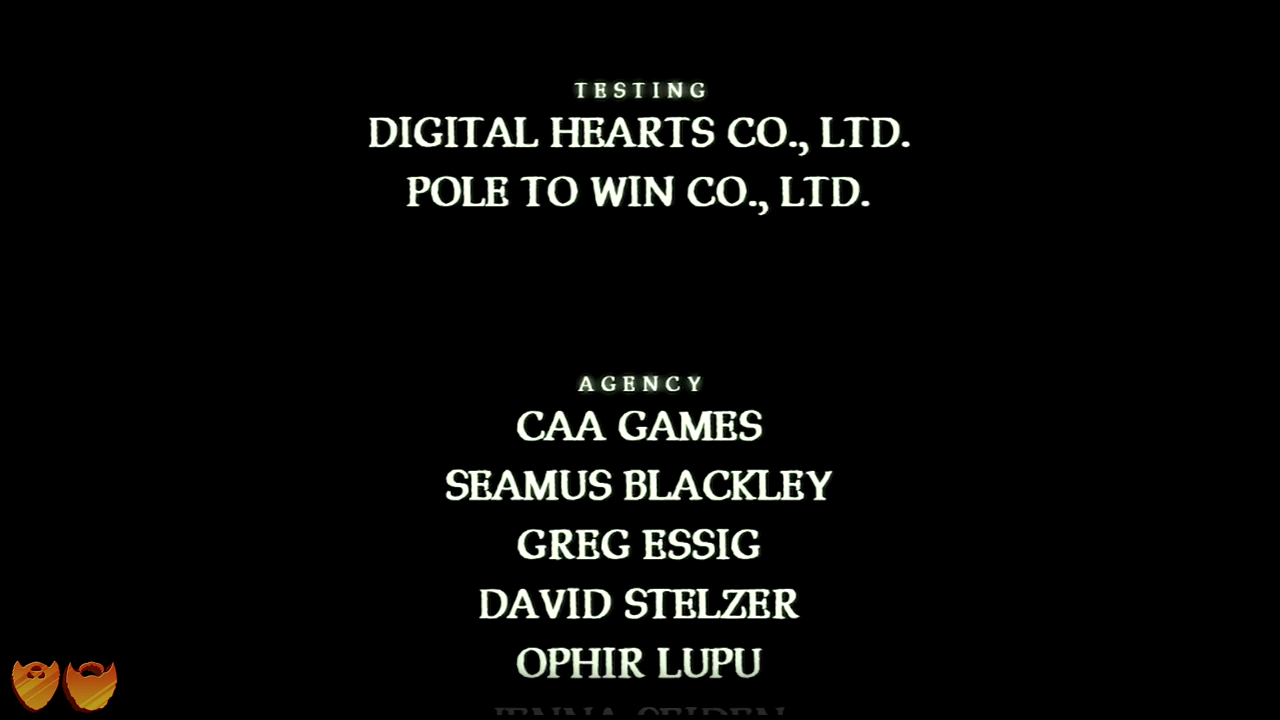 TESTING
DIGITAL HEARTS CO., LTD.
POLE TO WIN CO., LTD.
AGENCY
CAA GAMES
SEAMUS BLACKLEY
GREG ESSIG
DAVID STELZER
OPHIR LUPU